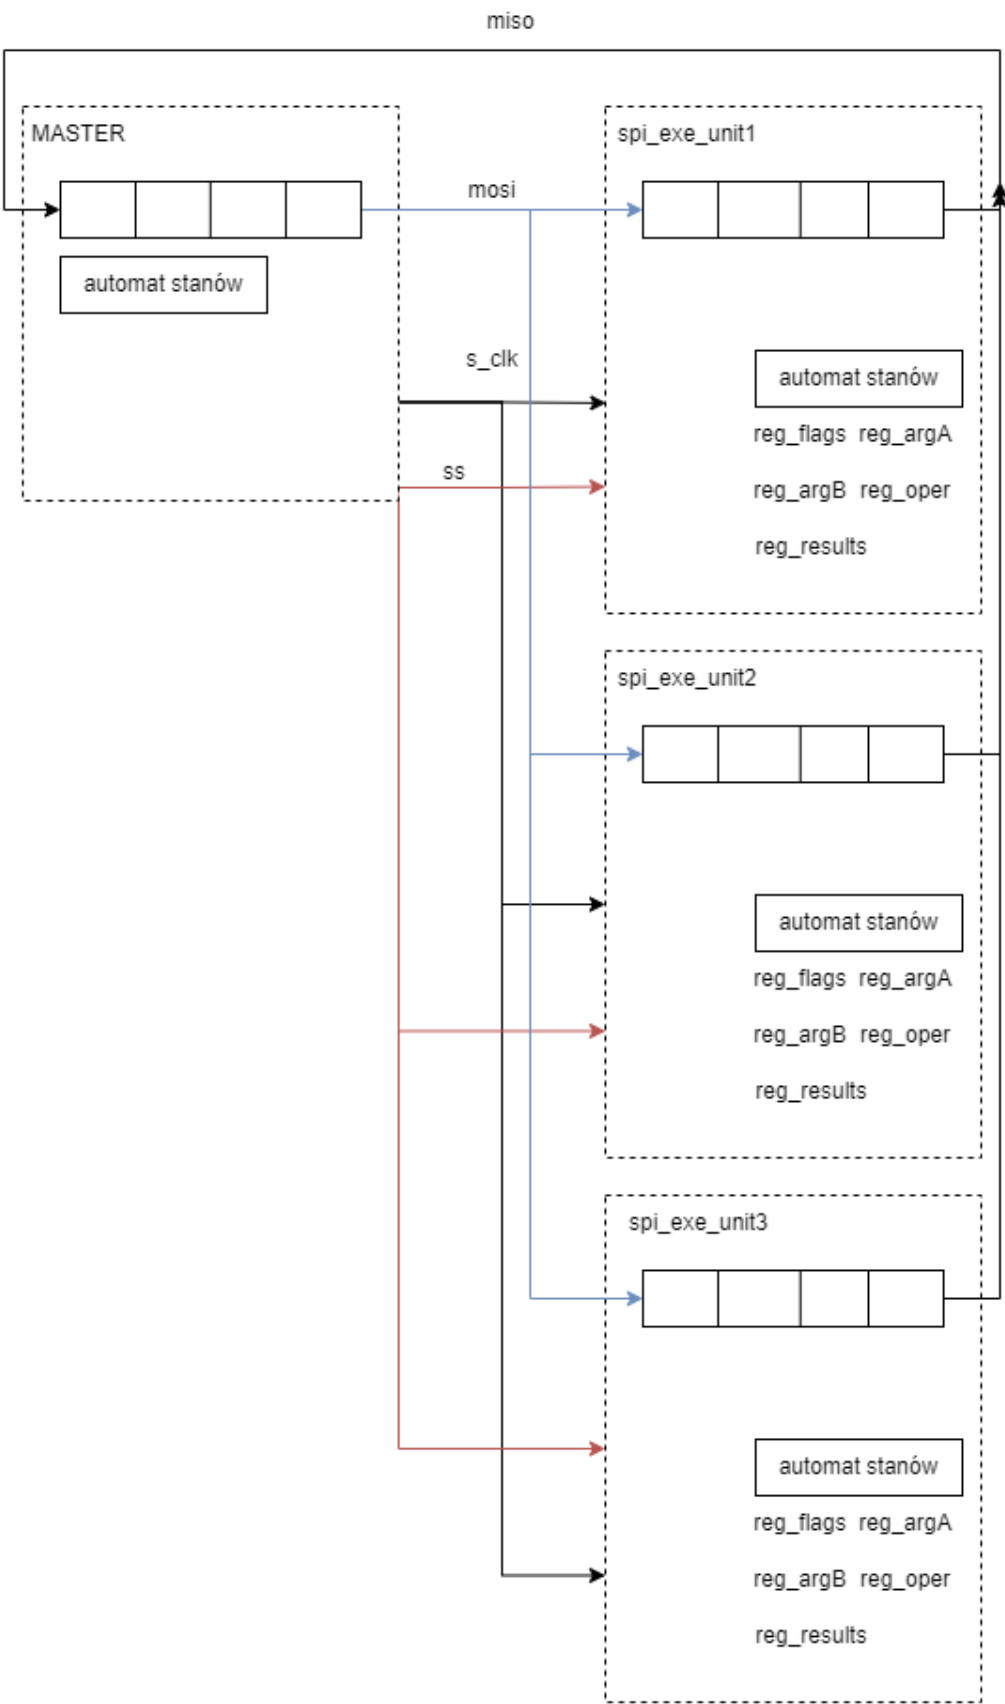 miso
MASTER
spi_exe_unit1
mosi
automat stanów
s_clk
automat stanów
reg_flags reg_argA
ss
reg_argB reg_oper
reg_results
spi_exe_unit2
automat stanów
reg_flags reg_argA
reg_argB reg_oper
reg_results
spi_exe_unit3
automat stanów
reg_flags reg_argA
reg_argB reg_oper
reg_results